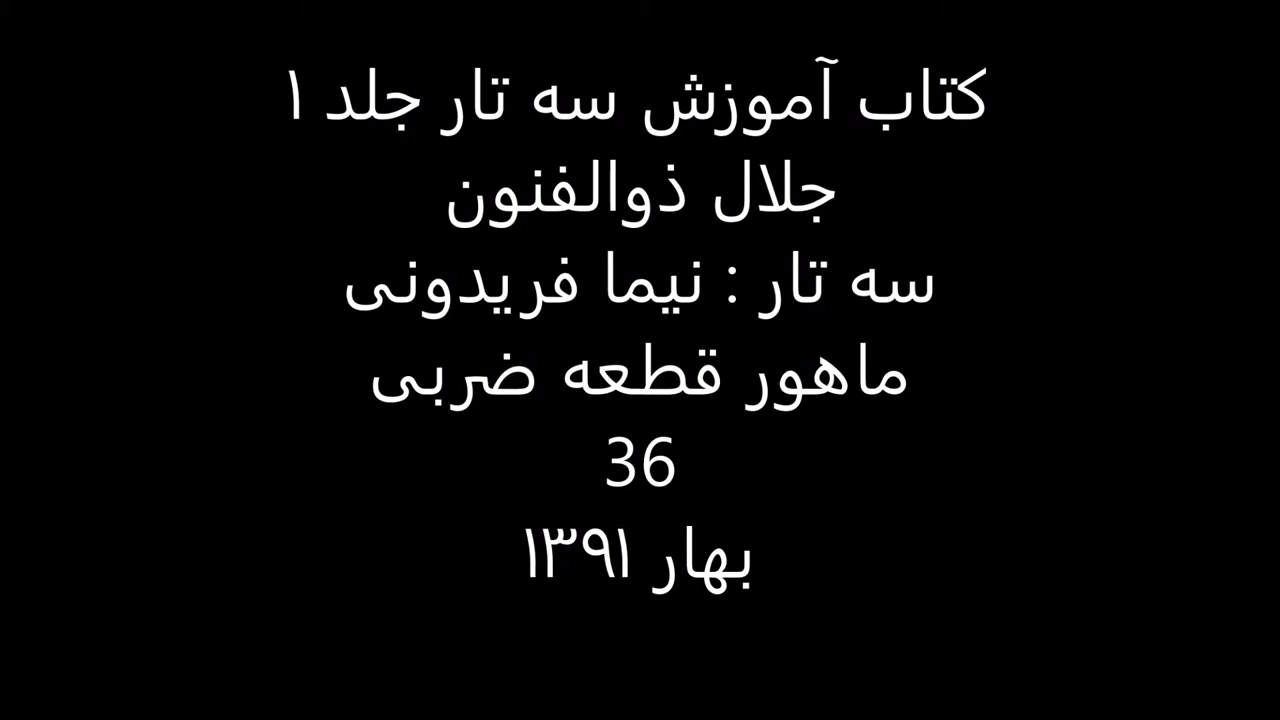 کتاب آموزش سه تار جلد ۱
جلال ذوالفنون
سه تار : نیما فریدونی
ماهور قطعه ضربی
36
بهار ۱۳۹۱